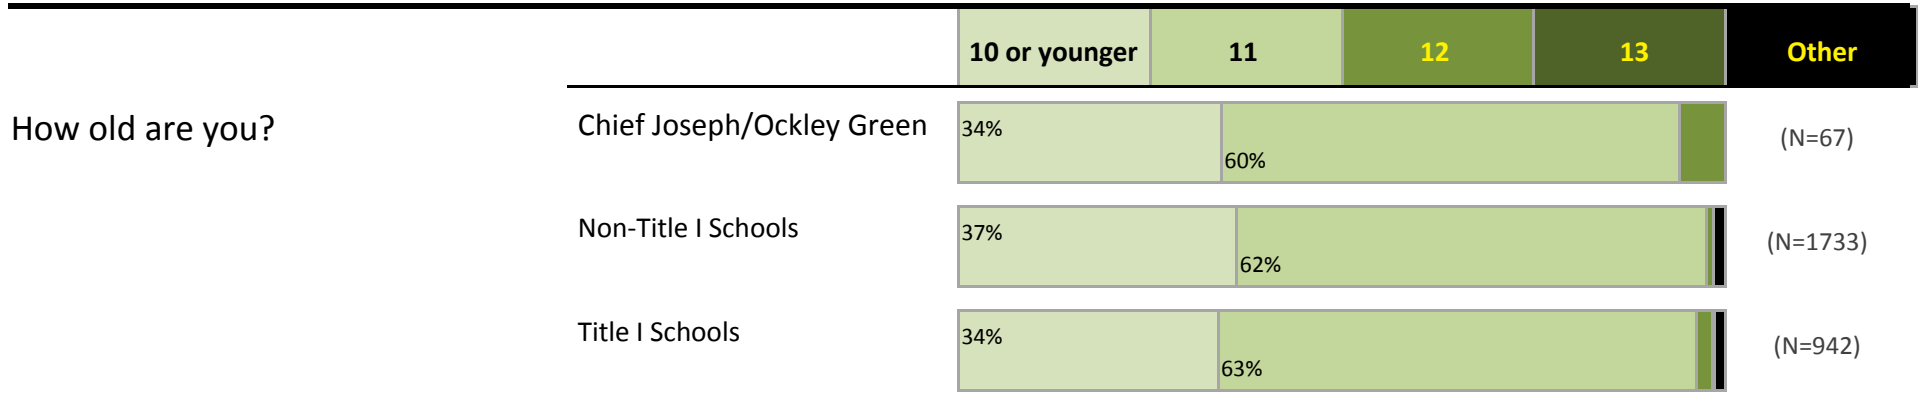 10 or younger 11 12 13 Other
How old are you? Chief Joseph/Ockley Green 34% 60% (N=67)
Non-Title I Schools 37% 62% (N=1733)
Title I Schools 34% 63% (N=942)